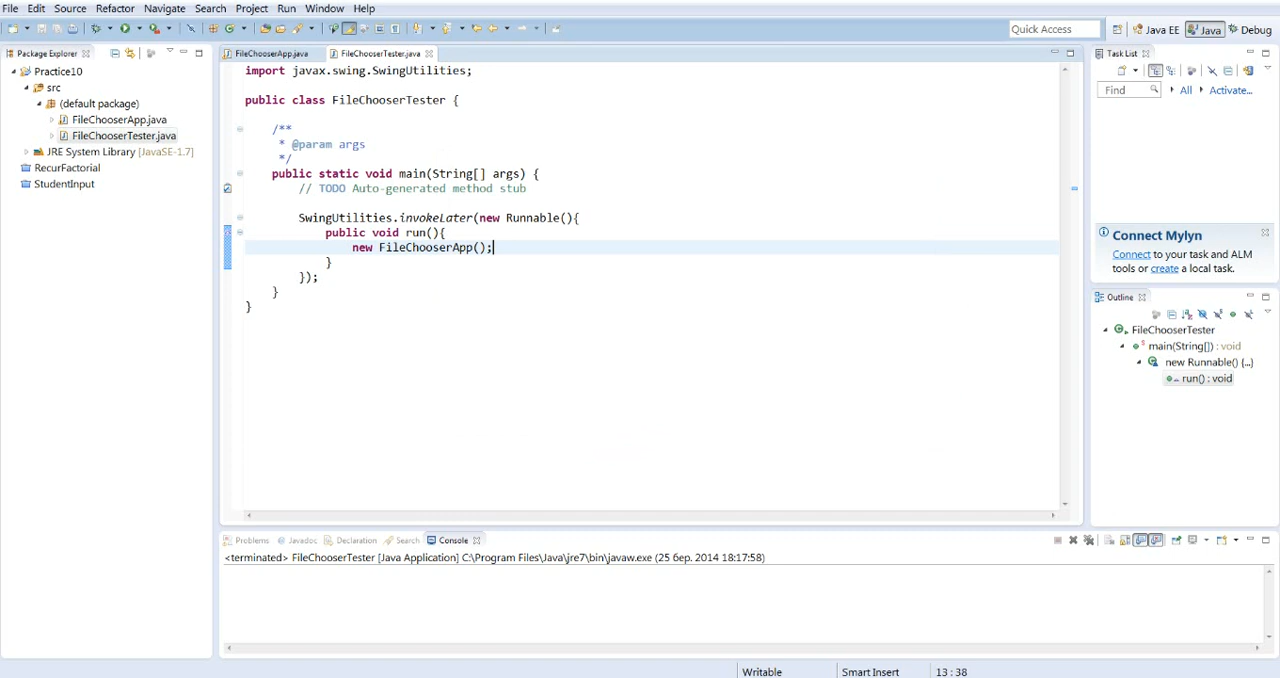 File Edit Source Refactor Navigate Search Project Run Window Help
Quick Access
Java EE
Java
Debug
Package Explorer
Practice10
src
(default package)
FileChooserApp.java
FileChooserTester.java
JRE System Library [JavaSE-1.7]
RecurFactorial
StudentInput
FileChooserApp.java
FileChooserTester.java
import javax.swing.SwingUtilities;
public class FileChooserTester {
/**
* @param args
*/
public static void main(String[] args) {
// TODO Auto-generated method stub
SwingUtilities.invokeLater(new Runnable(){
public void run(){
new FileChooserApp();
}
});
}
}
Task List
Find
All
Activate...
Connect Mylyn
Connect to your task and ALM
tools or create a local task.
Outline
FileChooserTester
main(String[]) : void
new Runnable() {...}
run() : void
Problems
Javadoc
Declaration
Search
Console
<terminated> FileChooserTester [Java Application] C:\Program Files\Java\jre7\bin\javaw.exe (25 бер. 2014 18:17:58)
Writable
Smart Insert
13 : 38